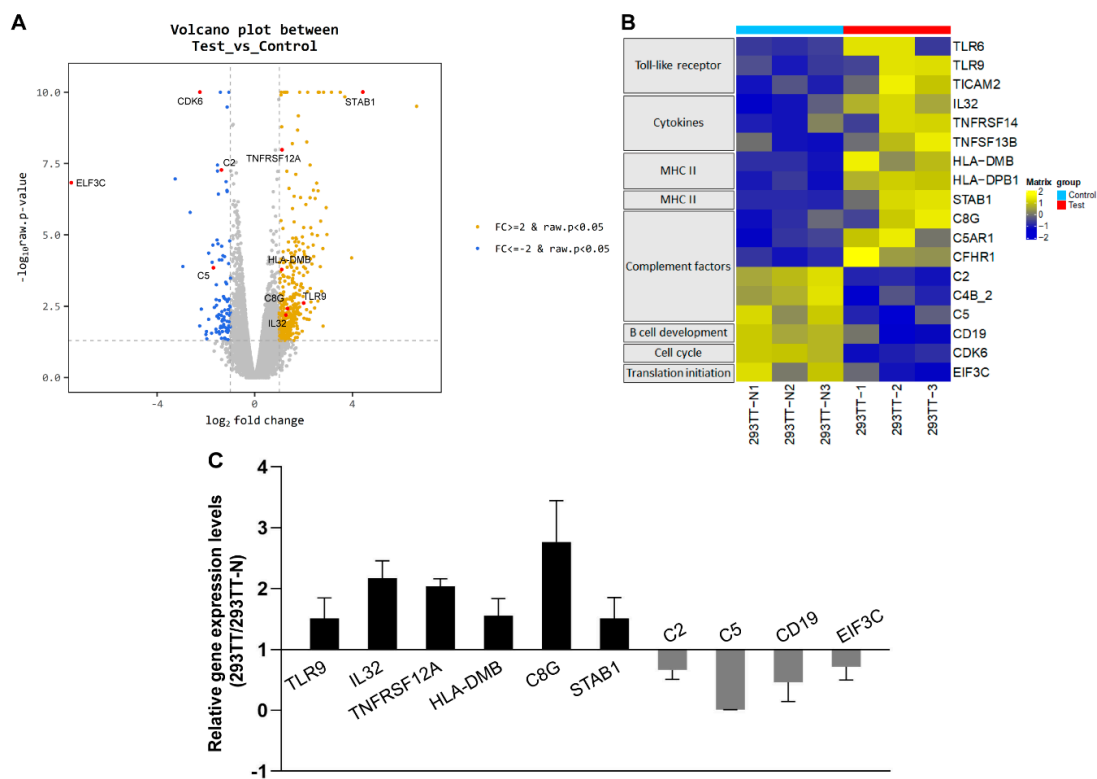 A
Volcano plot between
Test_vs_Control
-log10raw.p-value
10.0
7.5
5.0
2.5
0.0
-4
0
4
log2 fold change
CDK6
STAB1
TNFRSF12A
C2
ELF3C
HLA-DMB
C5
C8G
TLR9
IL32
FC>=2 & raw.p<0.05
FC<=-2 & raw.p<0.05
B
Toll-like receptor
Cytokines
MHC II
MHC II
Complement factors
B cell development
Cell cycle
Translation initiation
TLR6
TLR9
TICAM2
IL32
TNFRSF14
TNFSF13B
HLA-DMB
HLA-DPB1
STAB1
C8G
C5AR1
CFHR1
C2
C4B_2
C5
CD19
CDK6
EIF3C
293TT-N1
293TT-N2
293TT-N3
293TT-1
293TT-2
293TT-3
Matrix group
2
1
0
-1
-2
Control
Test
C
Relative gene expression levels
(293TT/293TT-N)
4
3
2
1
0
-1
TLR9
IL32
TNFRSF12A
HLA-DMB
C8G
STAB1
C2
C5
CD19
EIF3C